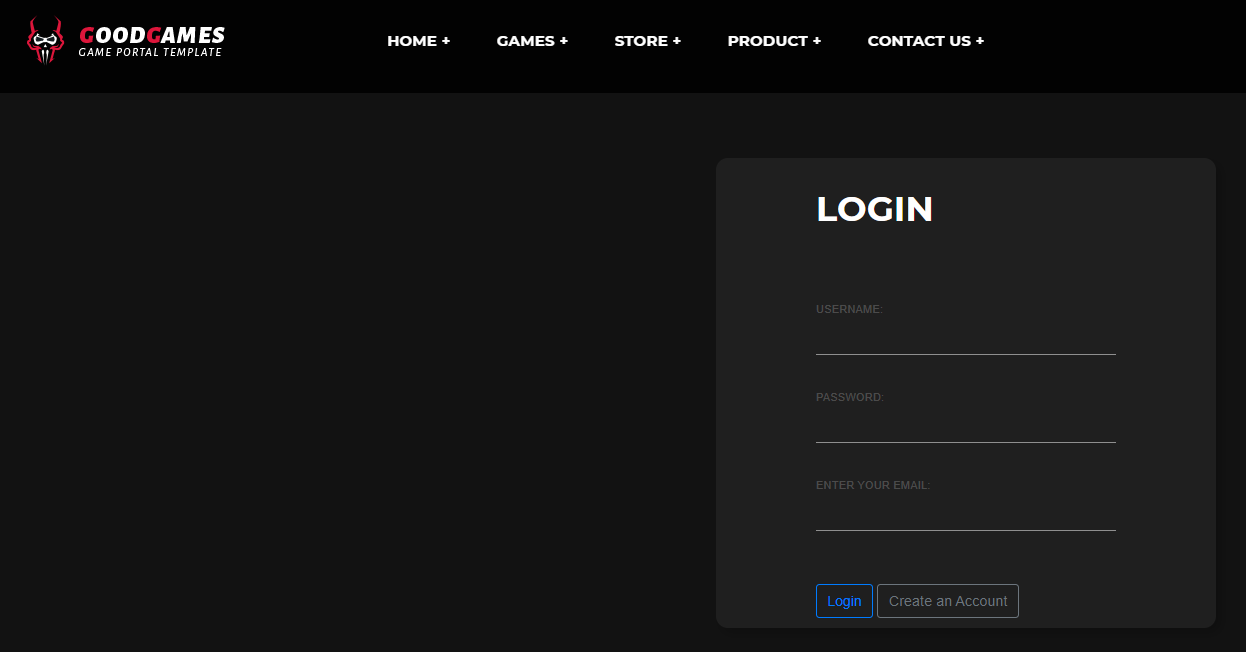 GOODGAMES
GAME PORTAL TEMPLATE
HOME + GAMES + STORE + PRODUCT + CONTACT US +
LOGIN
USERNAME:
PASSWORD:
ENTER YOUR EMAIL:
Login Create an Account